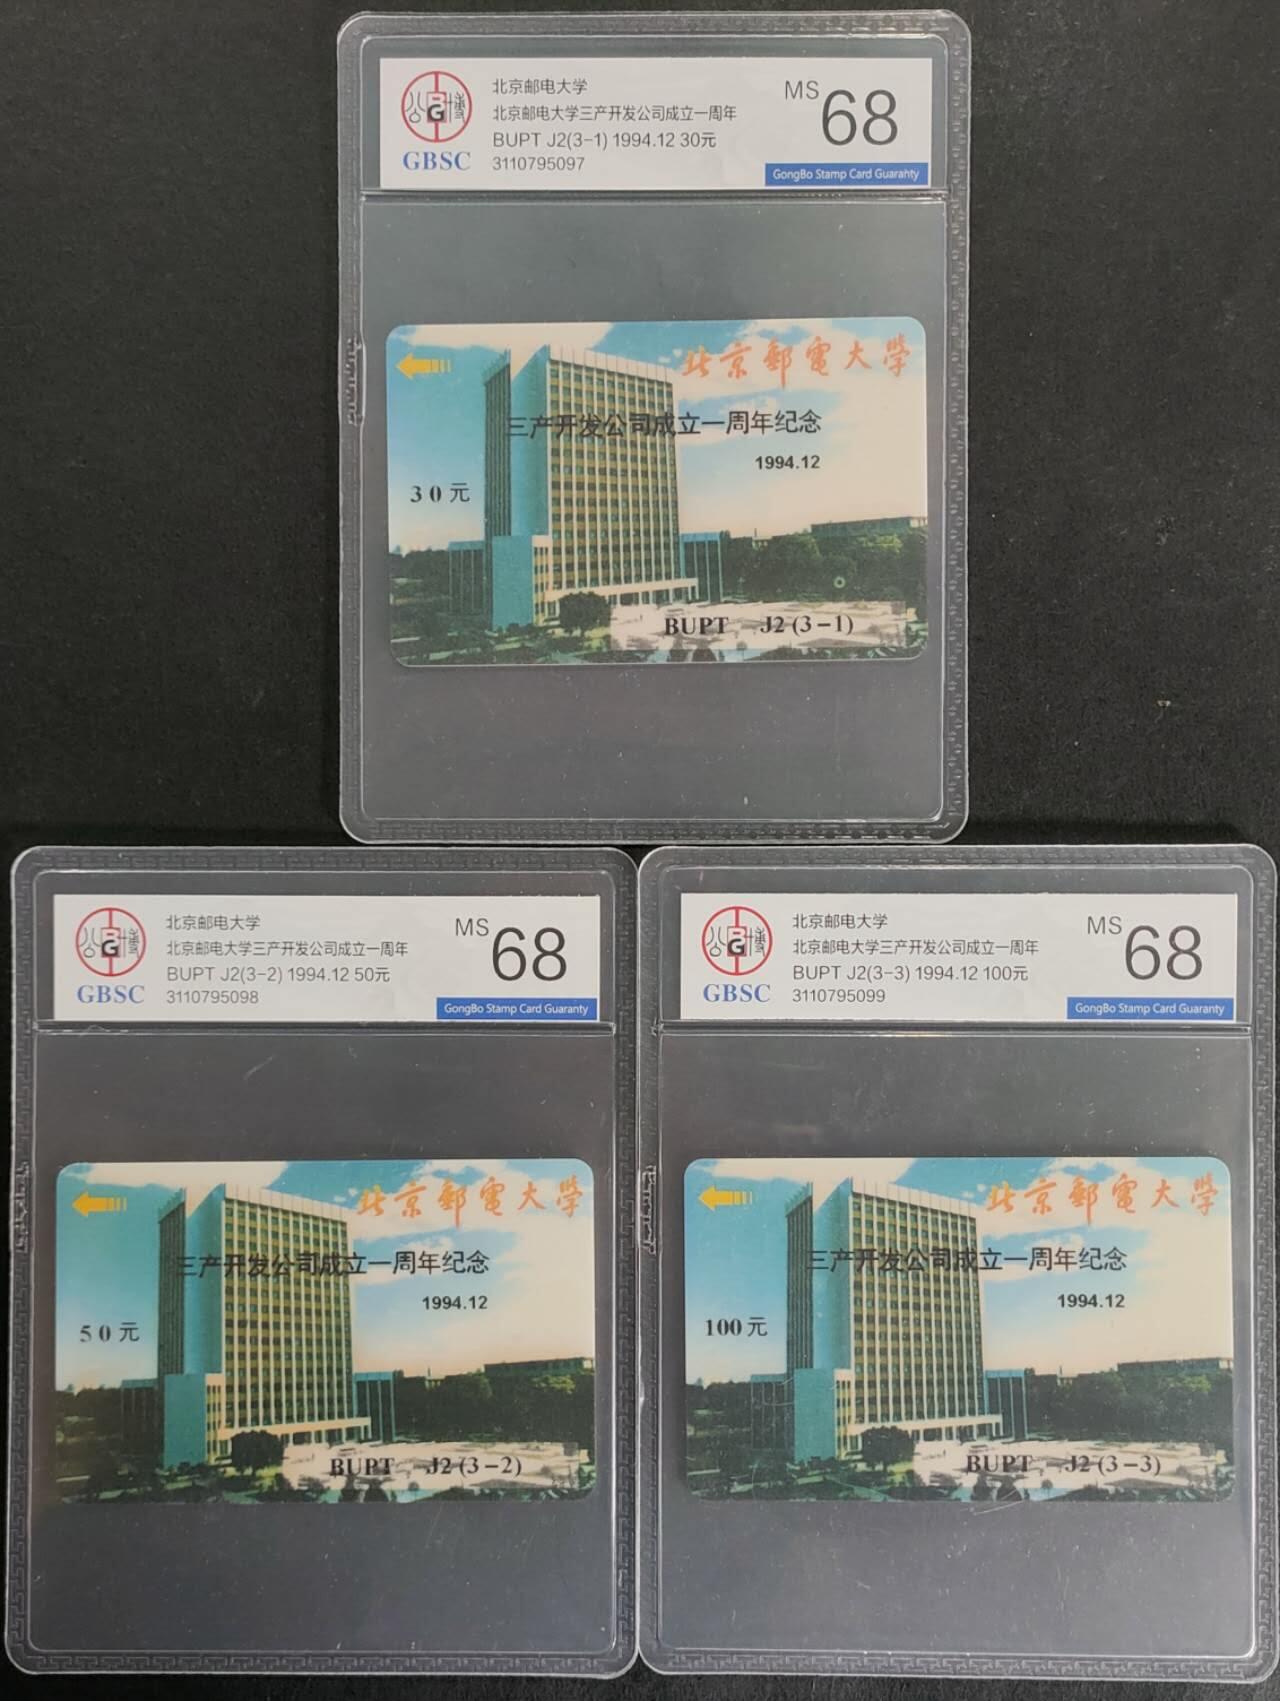 北京邮电大学
北京邮电大学三产开发公司成立一周年
BUPT J2(3-1) 1994.12 30元
3110795097
MS 68
GBSC
GongBo Stamp Card Guarahty
北京郵電大學
三产开发公司成立一周年纪念
1994.12
30元
BUPT J2(3-1)
北京邮电大学
北京邮电大学三产开发公司成立一周年
BUPT J2(3-2) 1994.12 50元
3110795098
MS 68
GBSC
GongBo Stamp Card Guaranty
北京郵電大學
三产开发公司成立一周年纪念
1994.12
50元
BUPT J2(3-2)
北京邮电大学
北京邮电大学三产开发公司成立一周年
BUPT J2(3-3) 1994.12 100元
3110795099
MS 68
GBSC
GongBo Stamp Card Guaranty
北京郵電大學
三产开发公司成立一周年纪念
1994.12
100元
BUPT J2(3-3)